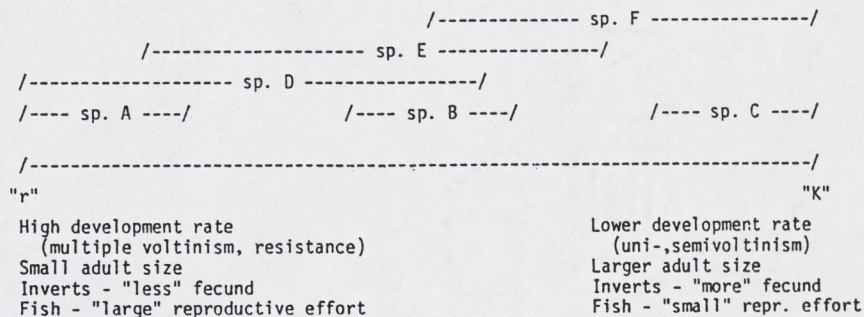 /-------------- sp. F ----------------/
/--------------------- sp. E ----------------/
/------------------- sp. D -----------------/
/---- sp. A ----/ /---- sp. B ----/ /---- sp. C ----/
/--------------------------------------------------------------------------------/
"r" "K"
High development rate Lower development rate
(multiple voltinism, resistance) (uni-,semivoltinism)
Small adult size Larger adult size
Inverts - "less" fecund Inverts - "more" fecund
Fish - "large" reproductive effort Fish - "small" repr. effort